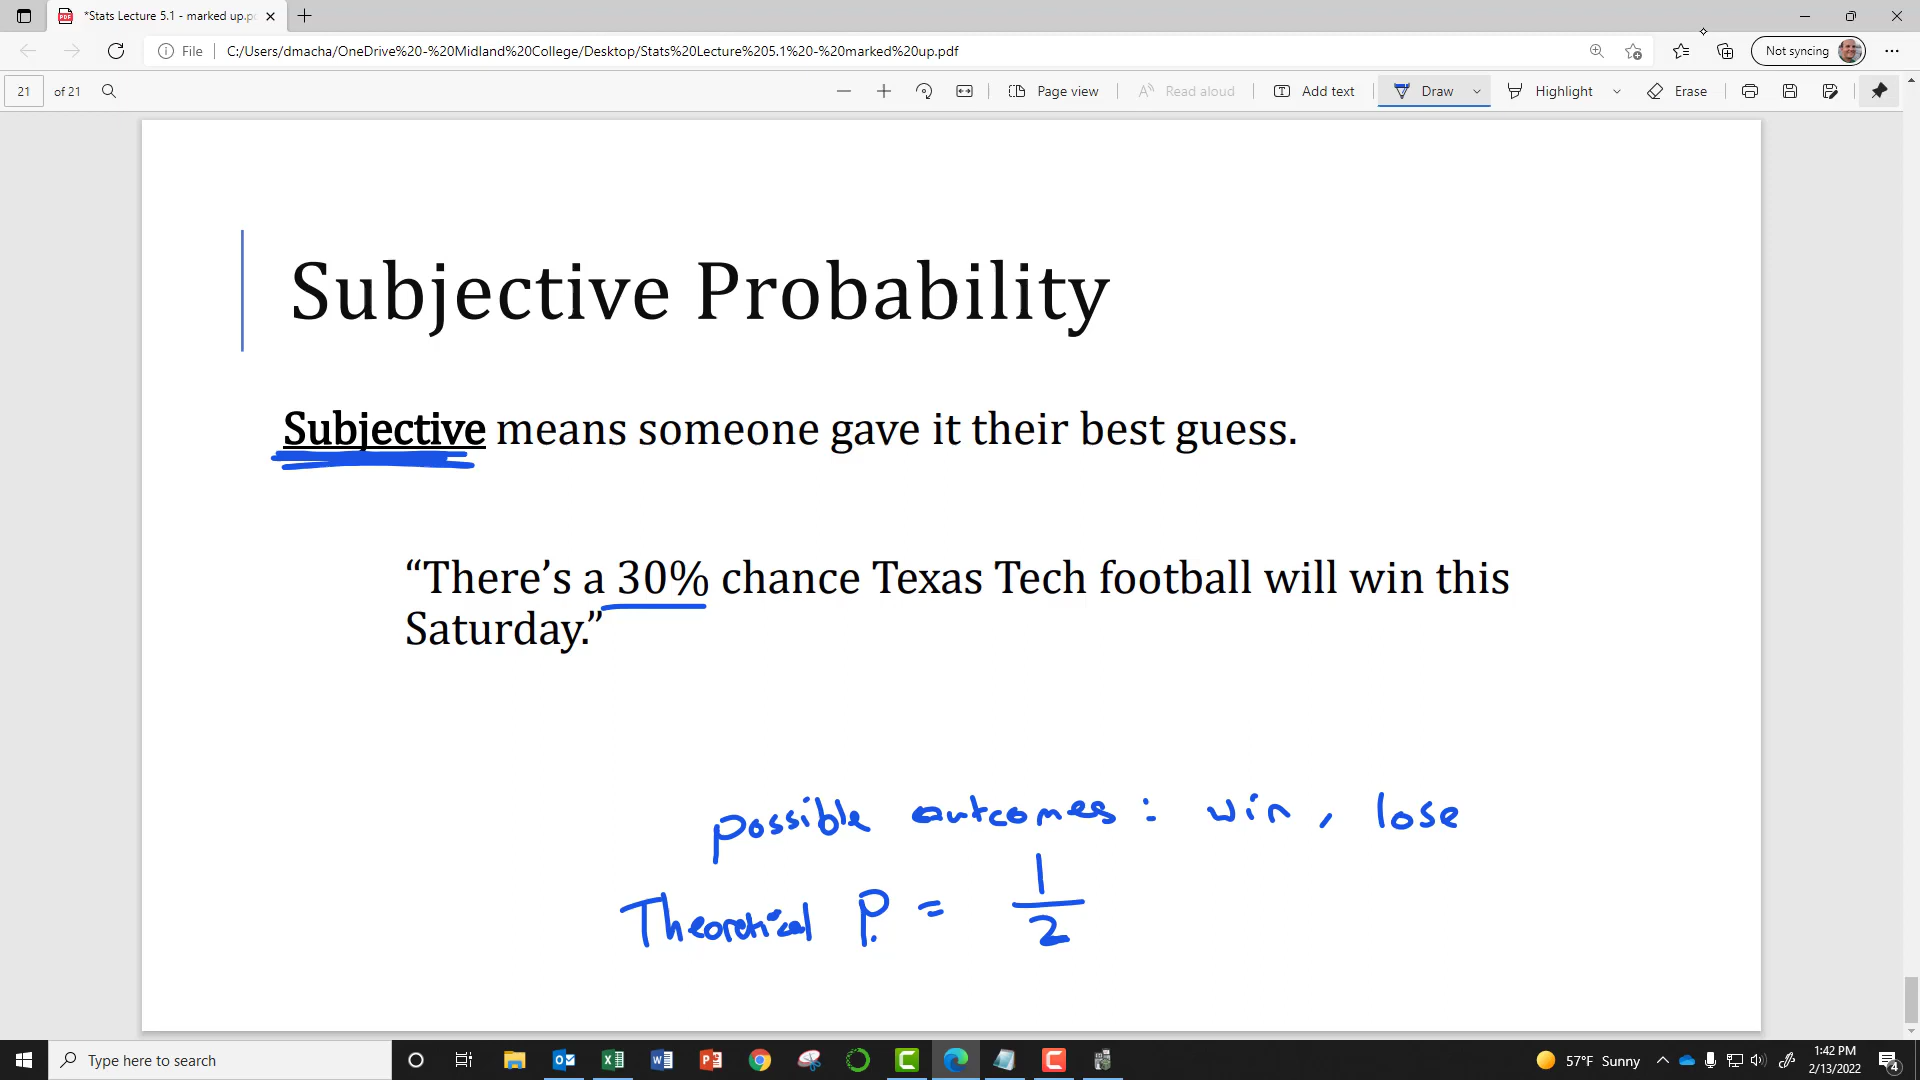 *Stats Lecture 5.1 - marked up.p
File
C:/Users/dmacha/OneDrive%20-%20Midland%20College/Desktop/Stats%20Lecture%205.1%20-%20marked%20up.pdf
Not syncing
21 of 21
Page view
Read aloud
Add text
Draw
Highlight
Erase
Subjective Probability
Subjective means someone gave it their best guess.
“There’s a 30% chance Texas Tech football will win this
Saturday.”
possible outcomes: win, lose
Theoretical P. = 1/2
Type here to search
57°F Sunny
1:42 PM
2/13/2022
4